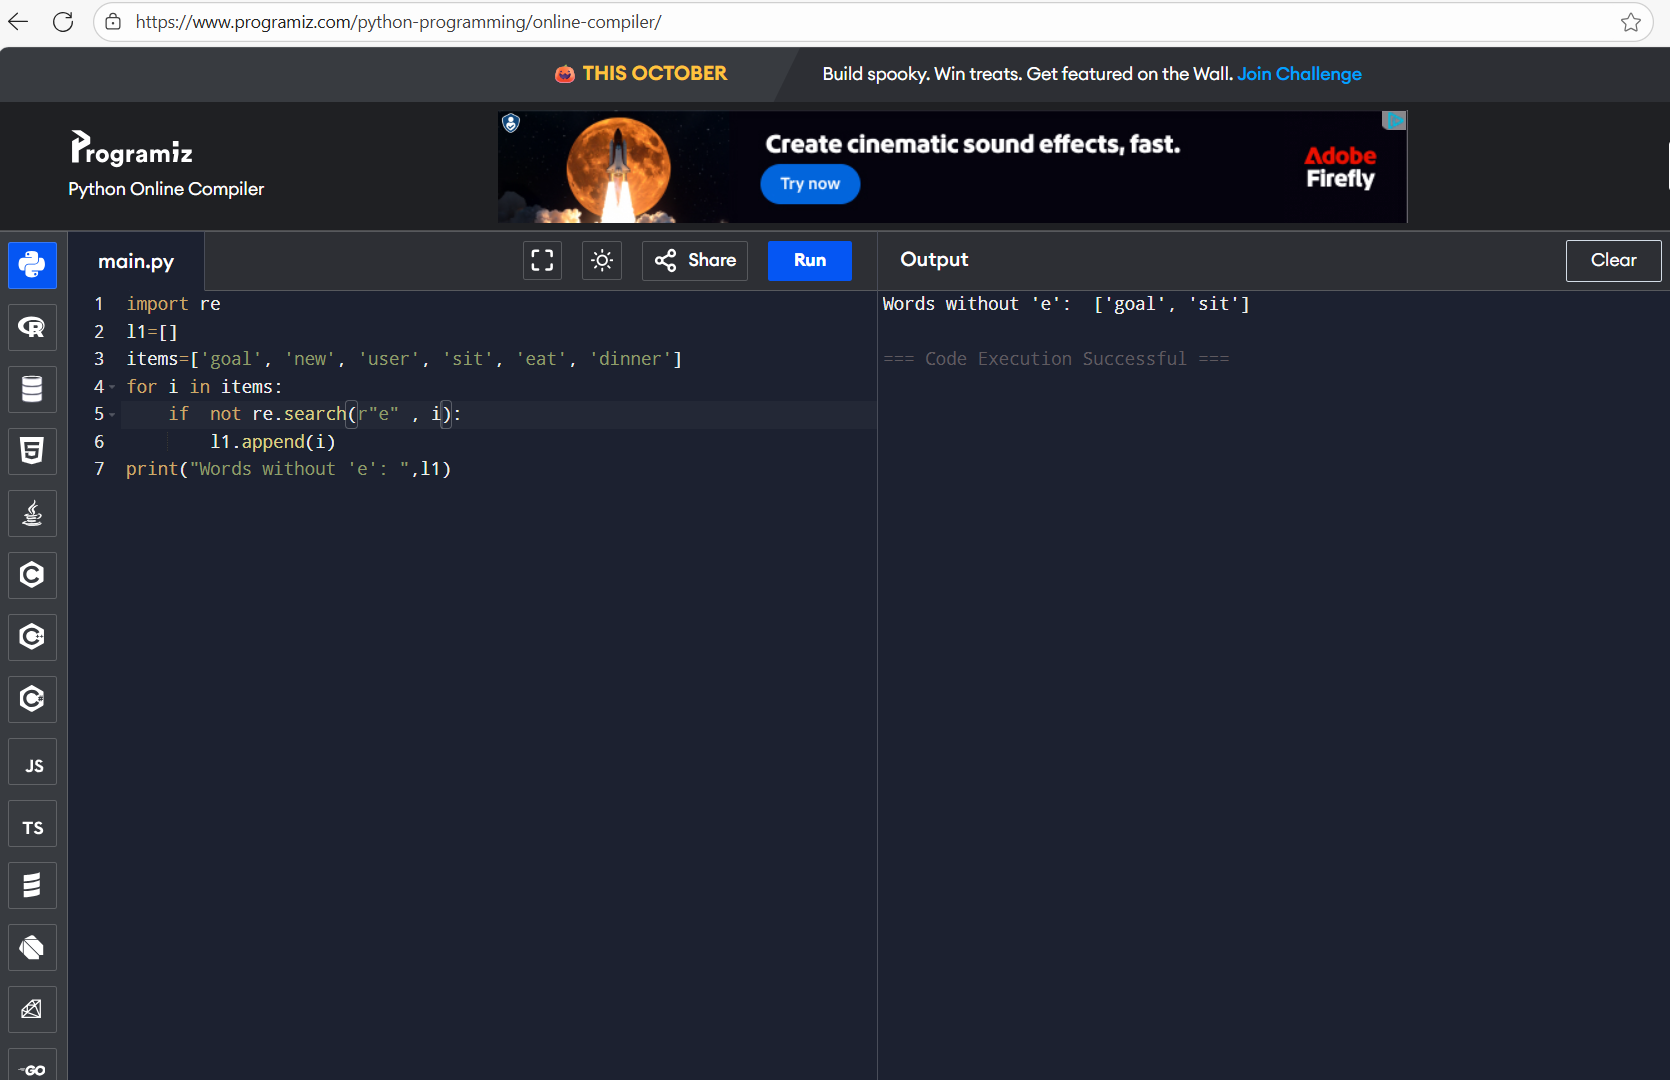 https://www.programiz.com/python-programming/online-compiler/
THIS OCTOBER
Build spooky. Win treats. Get featured on the Wall. Join Challenge
Programiz
Python Online Compiler
Create cinematic sound effects, fast.
Try now
Adobe
Firefly
main.py
Share
Run
Output
Clear
1 import re
2 l1=[]
3 items=['goal', 'new', 'user', 'sit', 'eat', 'dinner']
4 for i in items:
5     if  not re.search(r"e" , i):
6         l1.append(i)
7 print("Words without 'e': ",l1)
Words without 'e':  ['goal', 'sit']
=== Code Execution Successful ===
R
5
C
C
C
JS
TS
GO